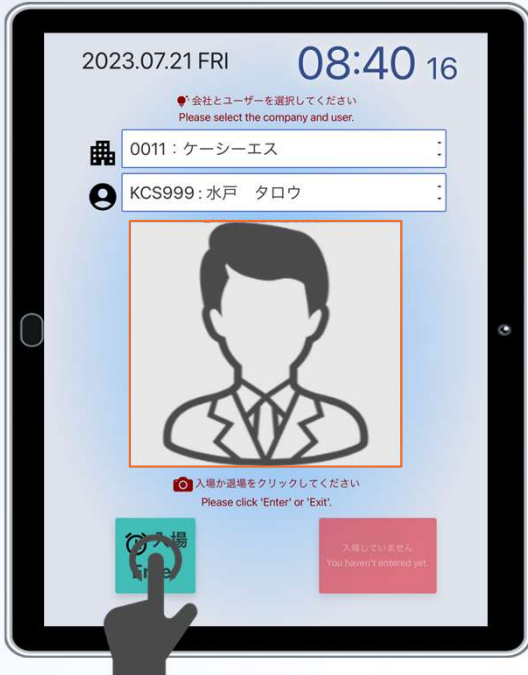 2023.07.21 FRI
08:40 16
会社とユーザーを選択してください
Please select the company and user.
0011：ケーシーエス
KCS999 : 水戸　タロウ
入場か退場をクリックしてください
Please click 'Enter' or 'Exit'.
入場
入場していません
You haven't entered yet.